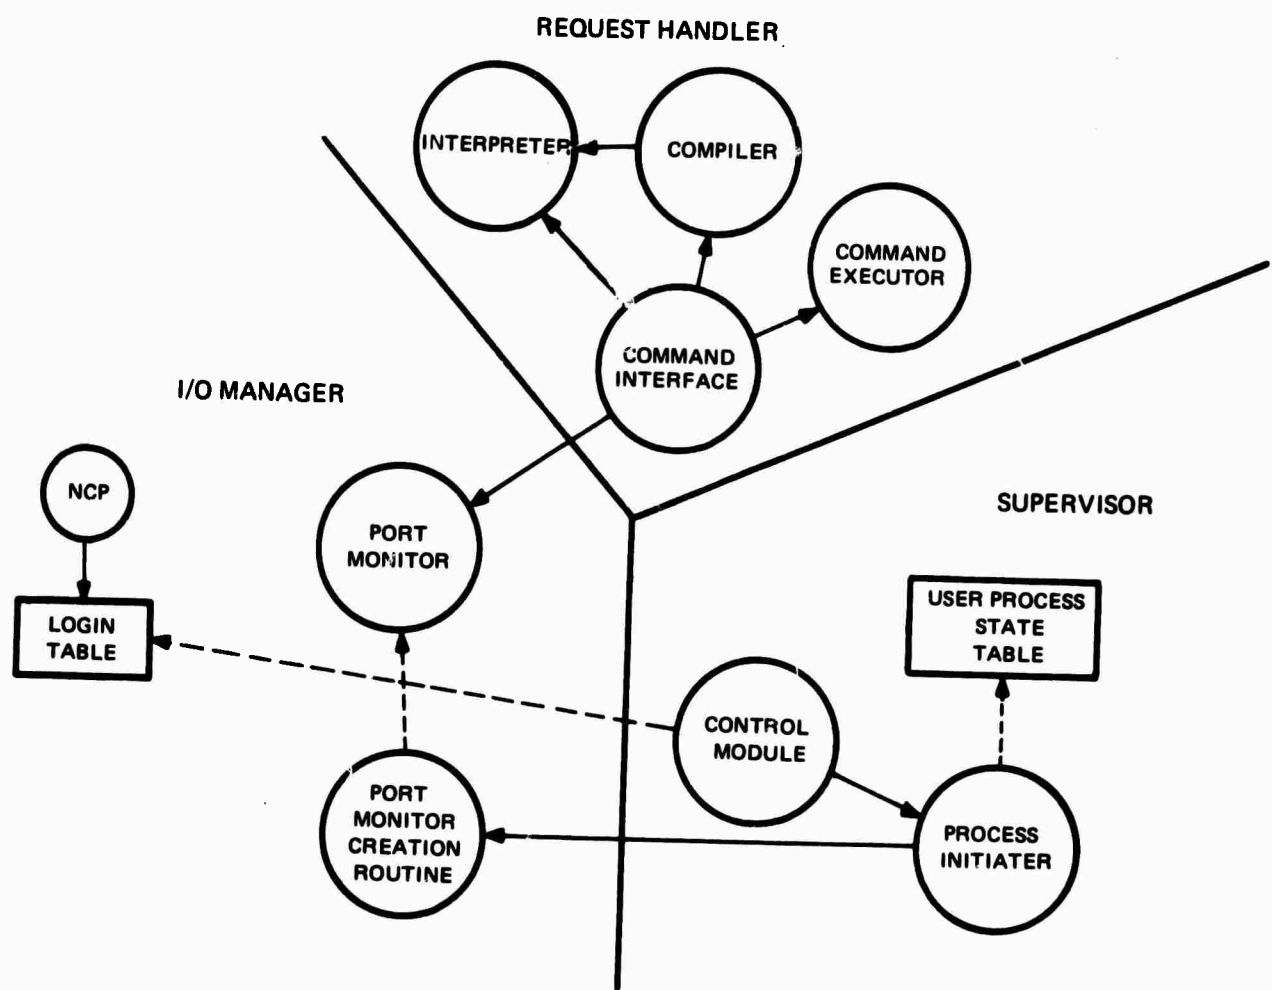 REQUEST HANDLER
INTERPRETER
COMPILER
COMMAND
EXECUTOR
COMMAND
INTERFACE
I/O MANAGER
NCP
PORT
MONITOR
SUPERVISOR
LOGIN
TABLE
USER PROCESS
STATE
TABLE
CONTROL
MODULE
PORT
MONITOR
CREATION
ROUTINE
PROCESS
INITIATER